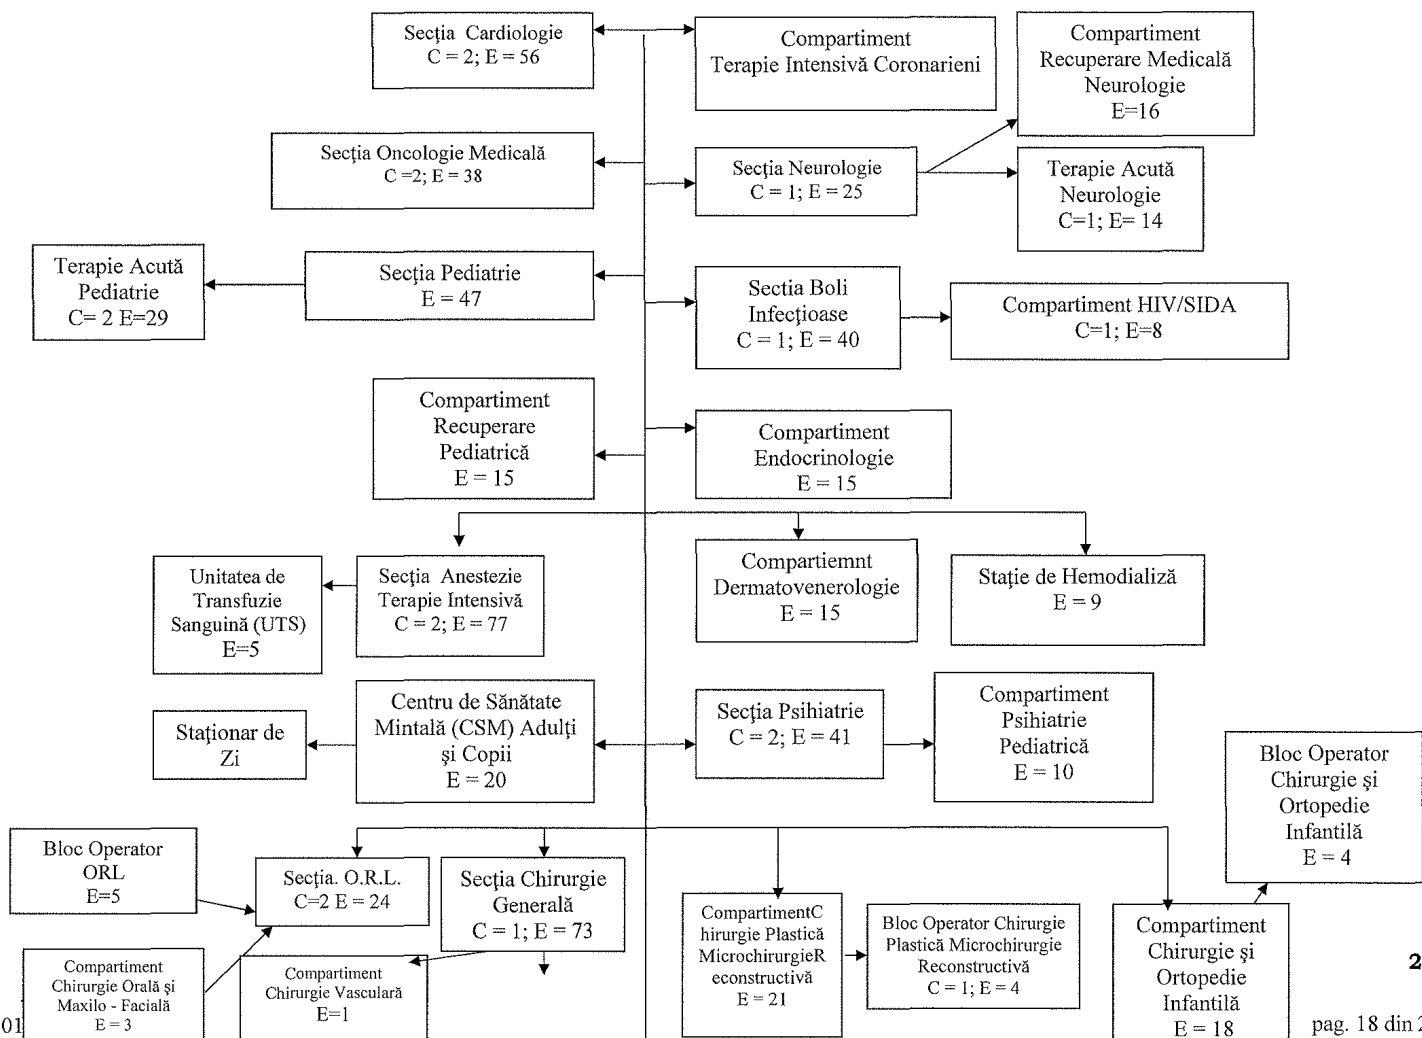 Secţia Cardiologie
C = 2; E = 56
Compartiment
Terapie Intensivă Coronarieni
Compartiment
Recuperare Medicală
Neurologie
E=16
Secţia Oncologie Medicală
C =2; E = 38
Secţia Neurologie
C = 1; E = 25
Terapie Acută
Neurologie
C=1; E= 14
Terapie Acută
Pediatrie
C= 2 E=29
Secţia Pediatrie
E = 47
Sectia Boli
Infecţioase
C = 1; E = 40
Compartiment HIV/SIDA
C=1; E=8
Compartiment
Recuperare
Pediatrică
E = 15
Compartiment
Endocrinologie
E = 15
Unitatea de
Transfuzie
Sanguină (UTS)
E=5
Secţia Anestezie
Terapie Intensivă
C = 2; E = 77
Compartiemnt
Dermatovenerologie
E = 15
Staţie de Hemodializă
E = 9
Staţionar de
Zi
Centru de Sănătate
Mintală (CSM) Adulţi
şi Copii
E = 20
Secţia Psihiatrie
C = 2; E = 41
Compartiment
Psihiatrie
Pediatrică
E = 10
Bloc Operator
Chirurgie şi
Ortopedie
Infantilă
E = 4
Bloc Operator
ORL
E=5
Secţia. O.R.L.
C=2 E = 24
Secţia Chirurgie
Generală
C = 1; E = 73
CompartimentC
hirurgie Plastică
MicrochirurgieR
econstructivă
E = 21
Bloc Operator Chirurgie
Plastică Microchirurgie
Reconstructivă
C = 1; E = 4
Compartiment
Chirurgie şi
Ortopedie
Infantilă
E = 18
Compartiment
Chirurgie Orală şi
Maxilo - Facială
E = 3
Compartiment
Chirurgie Vasculară
E=1
2
01
pag. 18 din 2